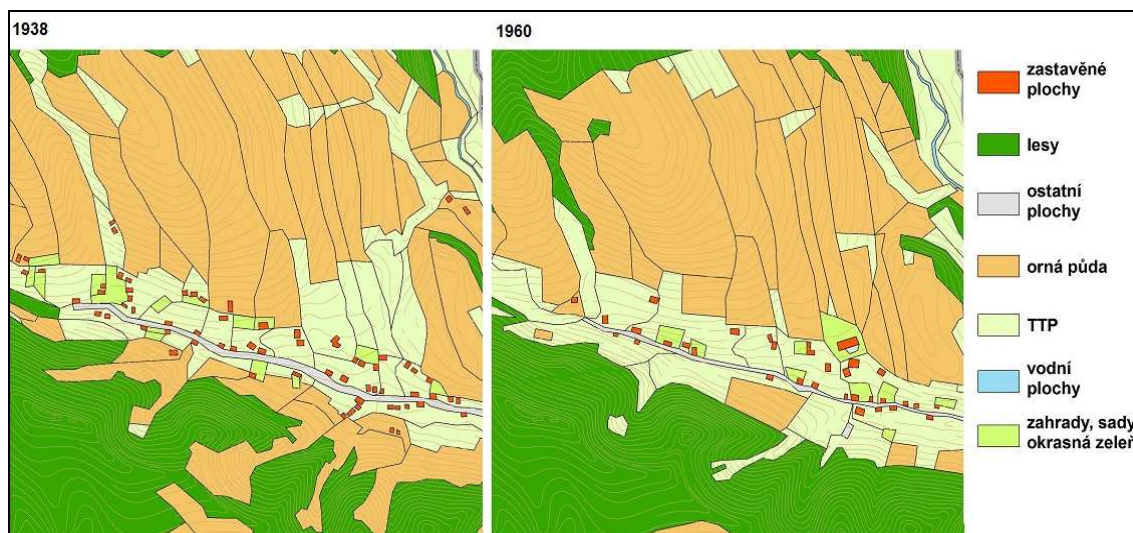 1938
1960
zastavěné
plochy
lesy
ostatní
plochy
orná půda
TTP
vodní
plochy
zahrady, sady
okrasná zeleň